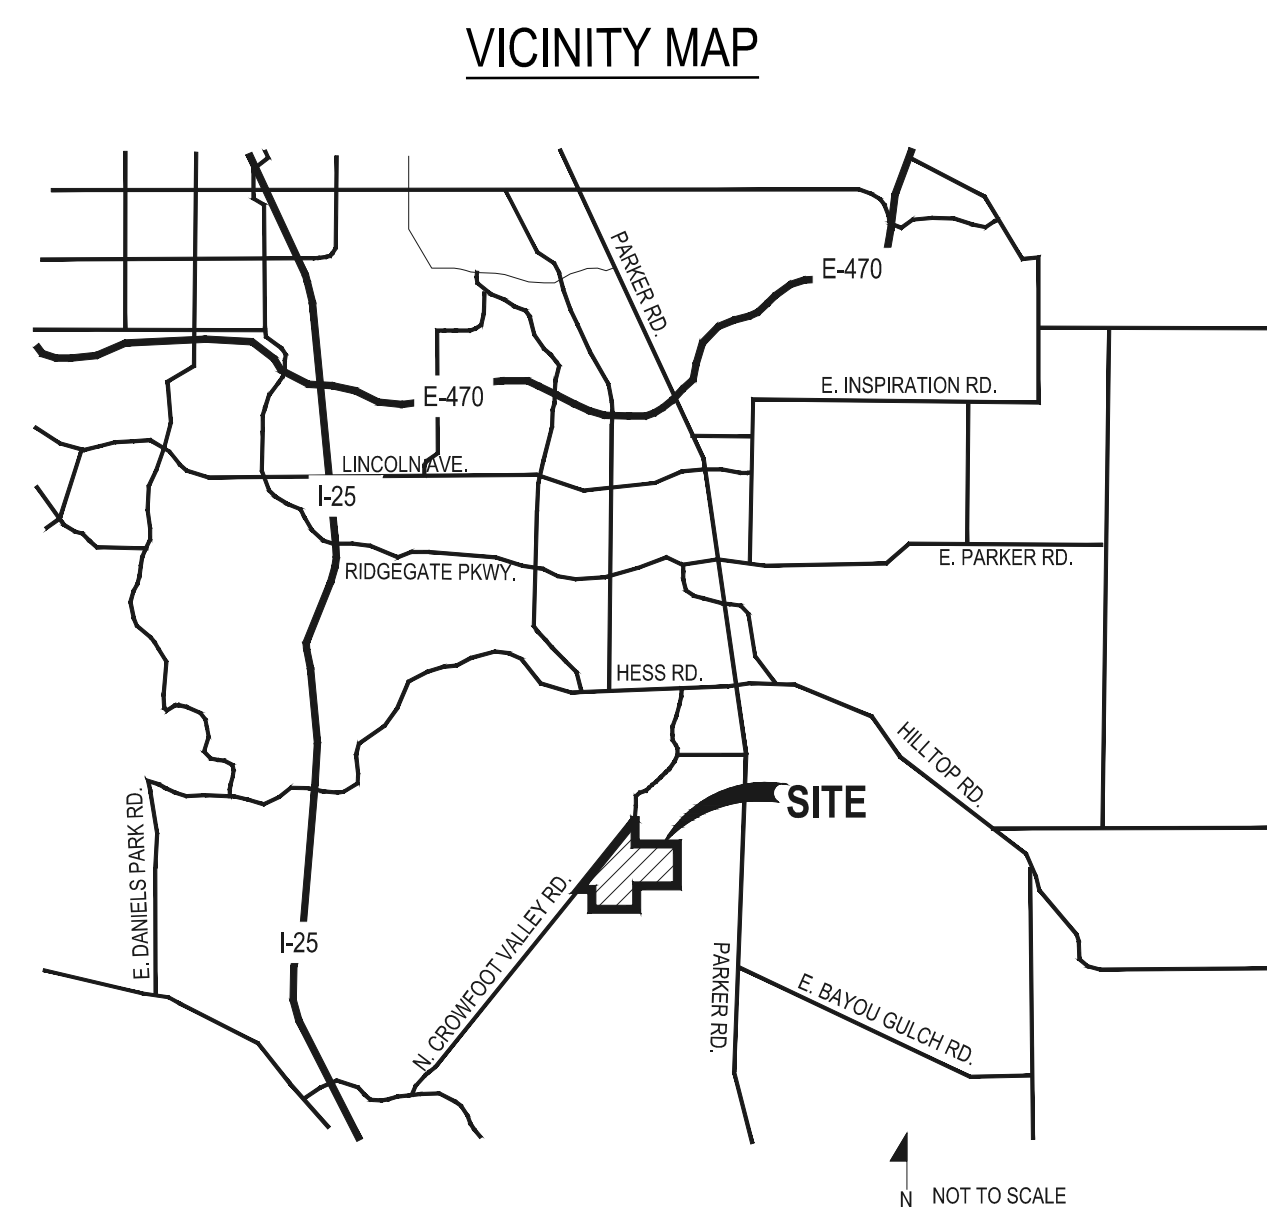 VICINITY MAP
PARKER RD.
E-470
E. INSPIRATION RD.
E-470
LINCOLN AVE.
I-25
E. PARKER RD.
RIDGEGATE PKWY.
HESS RD.
HILLTOP RD.
SITE
E. DANIELS PARK RD.
N. CROWFOOT VALLEY RD.
I-25
PARKER RD.
E. BAYOU GULCH RD.
N
NOT TO SCALE